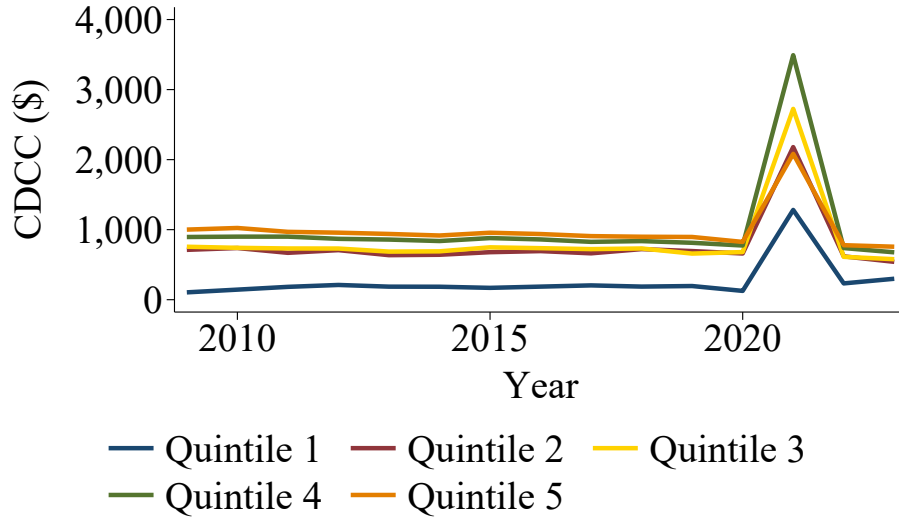 4,000
3,000
2,000
1,000
0
CDCC ($)
2010 2015 2020
Year
Quintile 1 Quintile 2 Quintile 3
Quintile 4 Quintile 5